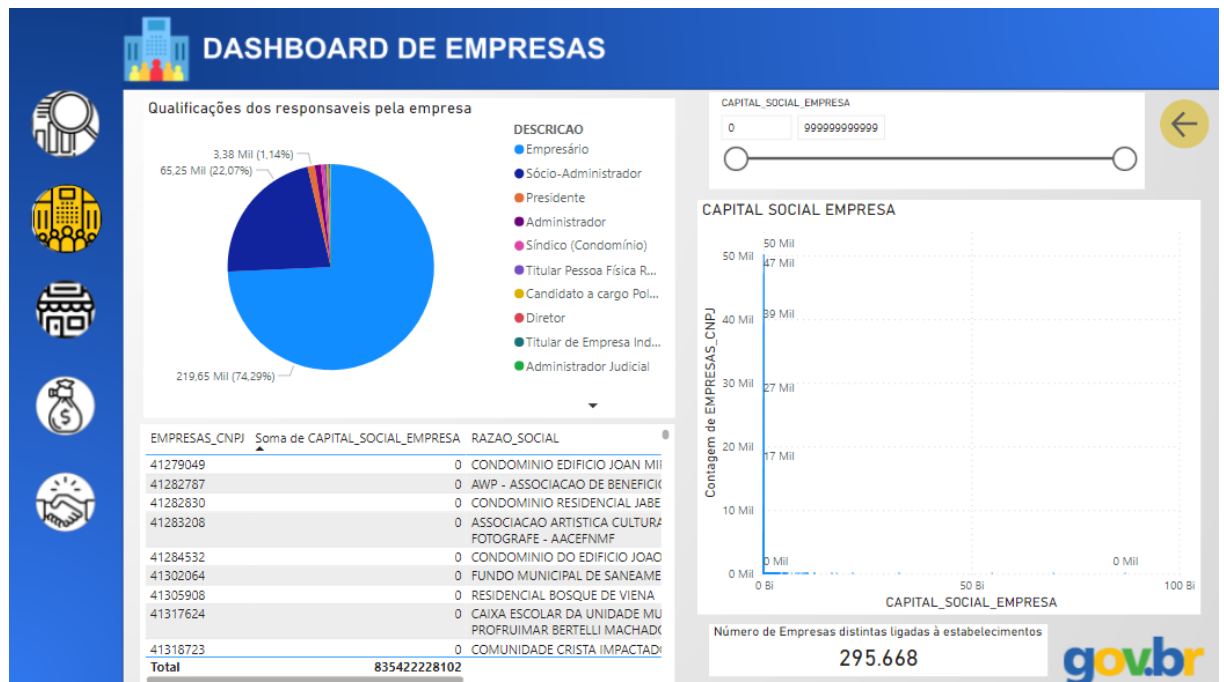 DASHBOARD DE EMPRESAS
Qualificações dos responsaveis pela empresa
3,38 Mil (1,14%)
65,25 Mil (22,07%)
219,65 Mil (74,29%)
DESCRICAO
Empresário
Sócio-Administrador
Presidente
Administrador
Síndico (Condomínio)
Titular Pessoa Física R...
Candidato a cargo Pol...
Diretor
Titular de Empresa Ind...
Administrador Judicial
EMPRESAS_CNPJ Soma de CAPITAL_SOCIAL_EMPRESA RAZAO_SOCIAL
41279049 0 CONDOMINIO EDIFICIO JOAN
41282787 0 AWP - ASSOCIACAO DE
41282830 0 CONDOMINIO RESIDENCIAL
41283208 0 ASSOCIACAO ARTISTICA
FOTOGRAFE - AACEFNMF
41284532 0 CONDOMINIO DO EDIFICIO JOAO
41302064 0 FUNDO MUNICIPAL DE
41305908 0 RESIDENCIAL BOSQUE DE VIENA
41317624 0 CAIXA ESCOLAR DA UNIDADE
PROFRUIMAR BERTELLI
41318723 0 COMUNIDADE CRISTA
Total 835422228102
CAPITAL_SOCIAL_EMPRESA
0 999999999999
CAPITAL SOCIAL EMPRESA
Contagem de EMPRESAS_CNPJ
50 Mil
40 Mil
30 Mil
20 Mil
10 Mil
0 Mil
50 Mil
47 Mil
39 Mil
27 Mil
17 Mil
0 Mil
0 Mil
0 Bi 50 Bi 100 Bi
CAPITAL_SOCIAL_EMPRESA
Número de Empresas distintas ligadas à estabelecimentos
295.668
gov.br